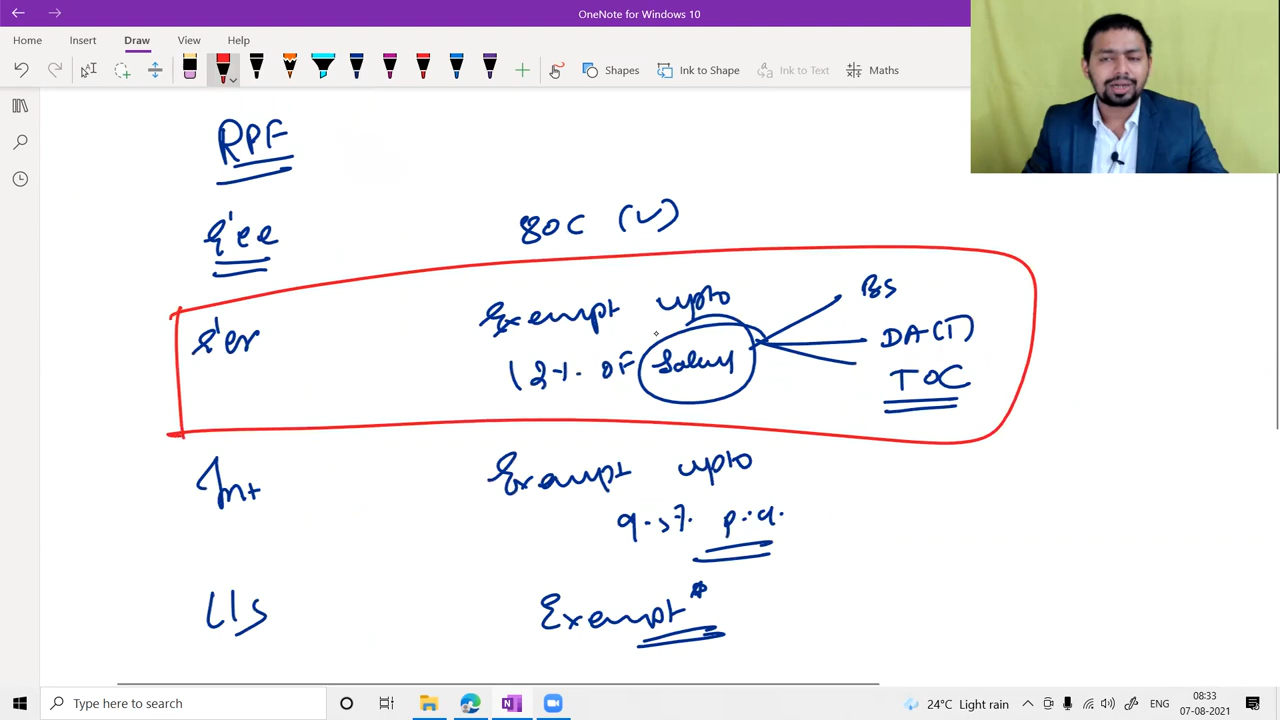 OneNote for Windows 10
Home Insert Draw View Help
Shapes Ink to Shape Ink to Text Maths
RPF
E'ee 80C (✓)
E'er Exempt upto BS
12%. OF Salary DA(T)
TOC
Int Exempt upto
9.5%. p.a.
LlS Exempt*
Type here to search
24°C Light rain ENG 08:33
07-08-2021